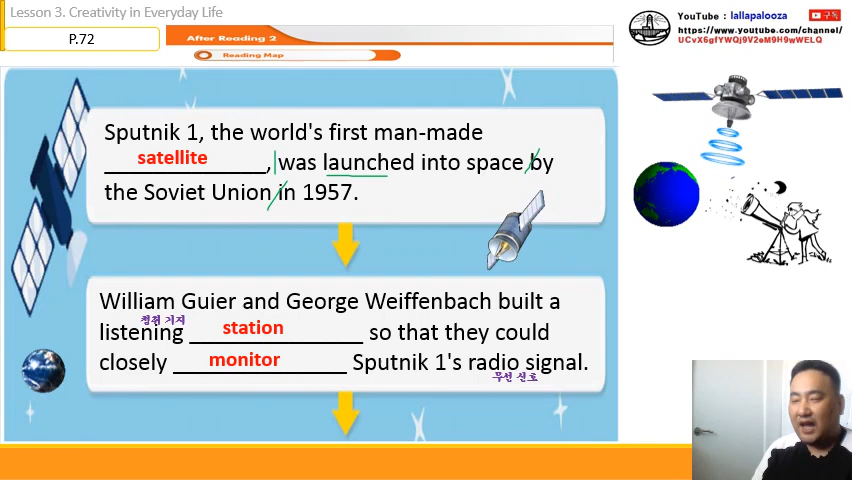 Lesson 3. Creativity in Everyday Life
P.72
After Reading 2
Reading Map
YouTube : lallapalooza
구독
https://www.youtube.com/channel/
UCvX6gfYWQj9V2eM9H9wWELQ
Sputnik 1, the world's first man-made
satellite, was launched into space by
the Soviet Union in 1957.
William Guier and George Weiffenbach built a
청취 기지
listening station so that they could
closely monitor Sputnik 1's radio signal.
무선 신호